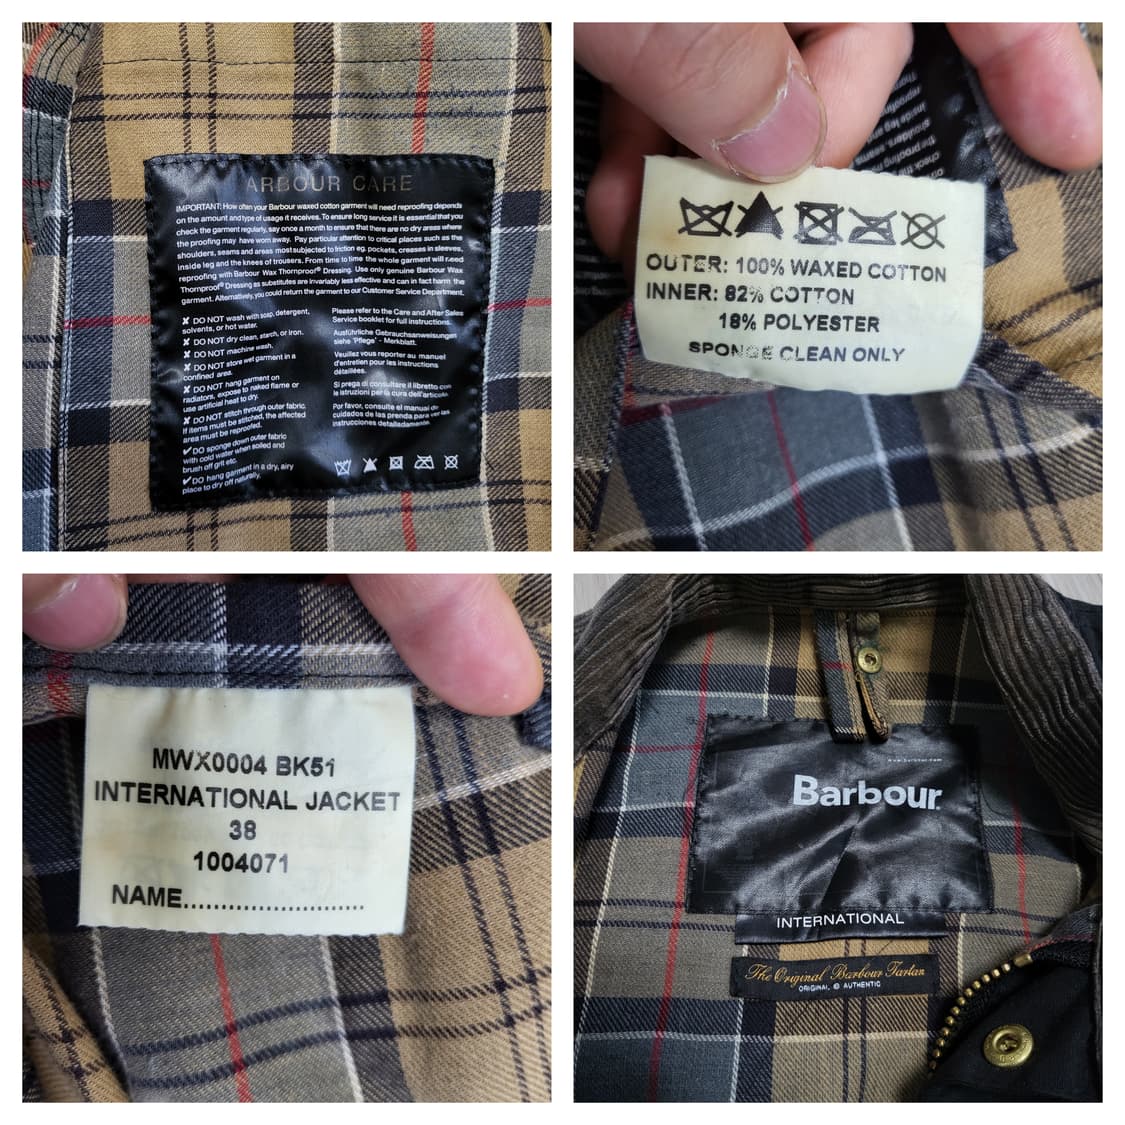 ARBOUR CARE
IMPORTANT: How often your Barbour waxed cotton garment will need reproofing depends
on the amount and type of usage it receives. To ensure long service it is essential that you
check the garment regularly, say once a month to ensure that there are no dry areas where
the proofing may have worn away. Pay particular attention to critical places such as the
shoulders, seams and areas most subjected to friction eg. pockets, creases in sleeves,
inside leg and the knees of trousers. From time to time the whole garment will need
reproofing with Barbour Wax Thornproof® Dressing. Use only genuine Barbour Wax
Thornproof® Dressing as substitutes are invariably less effective and can in fact harm the
garment. Alternatively, you could return the garment to our Customer Service Department.
✘ DO NOT wash with soap, detergent,
solvents, or hot water.
✘ DO NOT dry clean, starch, or iron.
✘ DO NOT machine wash.
✘ DO NOT store wet garment in a
confined area.
✘ DO NOT hang garment on
radiators, expose to naked flame or
use artificial heat to dry.
✘ DO NOT stitch through outer fabric.
If items must be stitched, the affected
area must be reproofed.
✔ DO sponge down outer fabric
with cold water when soiled and
brush off grit etc.
✔ DO hang garment in a dry, airy
place to dry off naturally.
Please refer to the Care and After Sales
Service booklet for full instructions.
Ausführliche Gebrauchsanweisungen
siehe 'Pflege' - Merkblatt.
Veuillez vous reporter au manuel
d'entretien pour les instructions
détaillées.
Si prega di consultare il libretto con
le istruzioni per la cura dell'articolo.
Por favor, consulte el manual de
cuidados de las prenda para ver las
instrucciones detalladamente.
OUTER: 100% WAXED COTTON
INNER: 82% COTTON
18% POLYESTER
SPONGE CLEAN ONLY
MWX0004 BK51
INTERNATIONAL JACKET
38
1004071
NAME........................
www.barbour.com
Barbour
INTERNATIONAL
The Original Barbour Tartan
ORIGINAL & AUTHENTIC